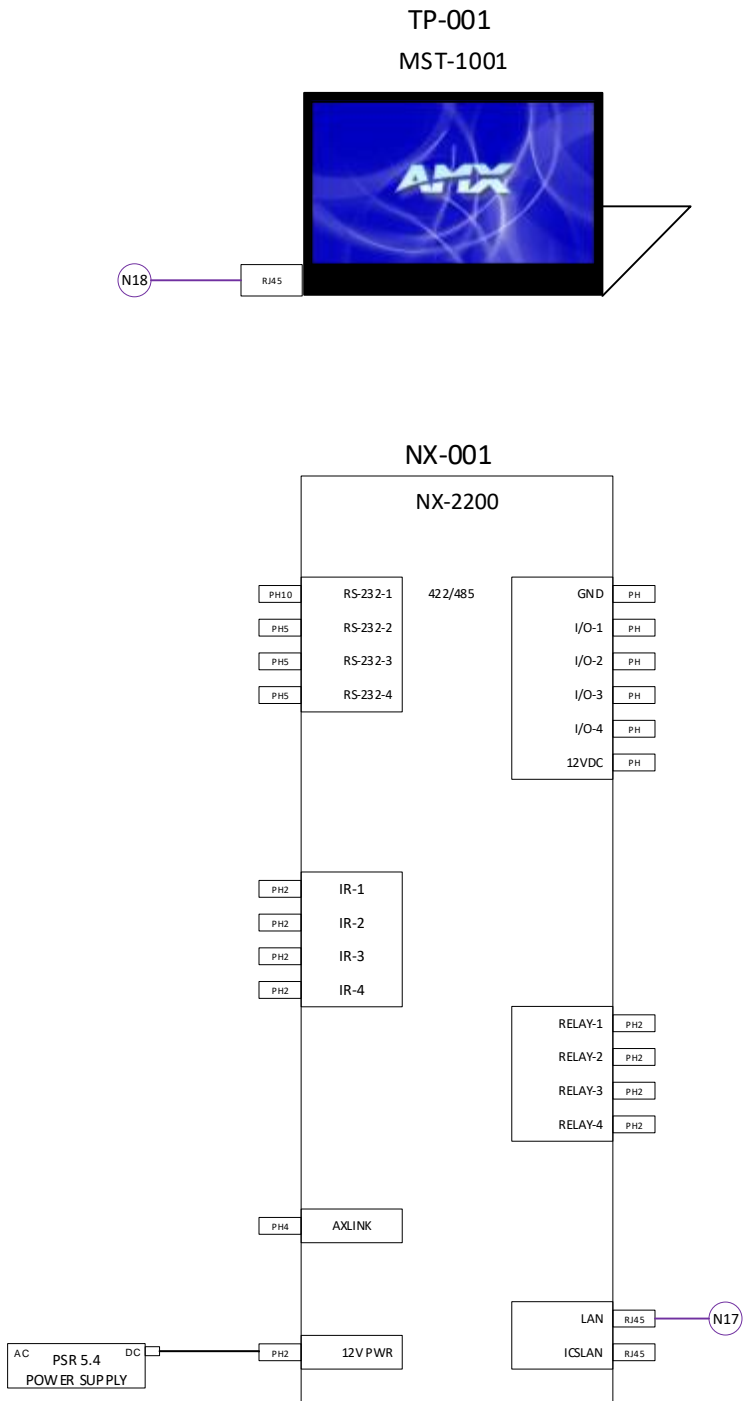 TP-001
MST-1001
AMX
N18
RJ45
NX-001
NX-2200
PH10 RS-232-1 422/485 GND PH
PH5 RS-232-2 I/O-1 PH
PH5 RS-232-3 I/O-2 PH
PH5 RS-232-4 I/O-3 PH
I/O-4 PH
12VDC PH
PH2 IR-1
PH2 IR-2
PH2 IR-3
PH2 IR-4
RELAY-1 PH2
RELAY-2 PH2
RELAY-3 PH2
RELAY-4 PH2
PH4 AXLINK
LAN RJ45 N17
AC DC PH2 12V PWR ICSLAN RJ45
PSR 5.4
POWER SUPPLY